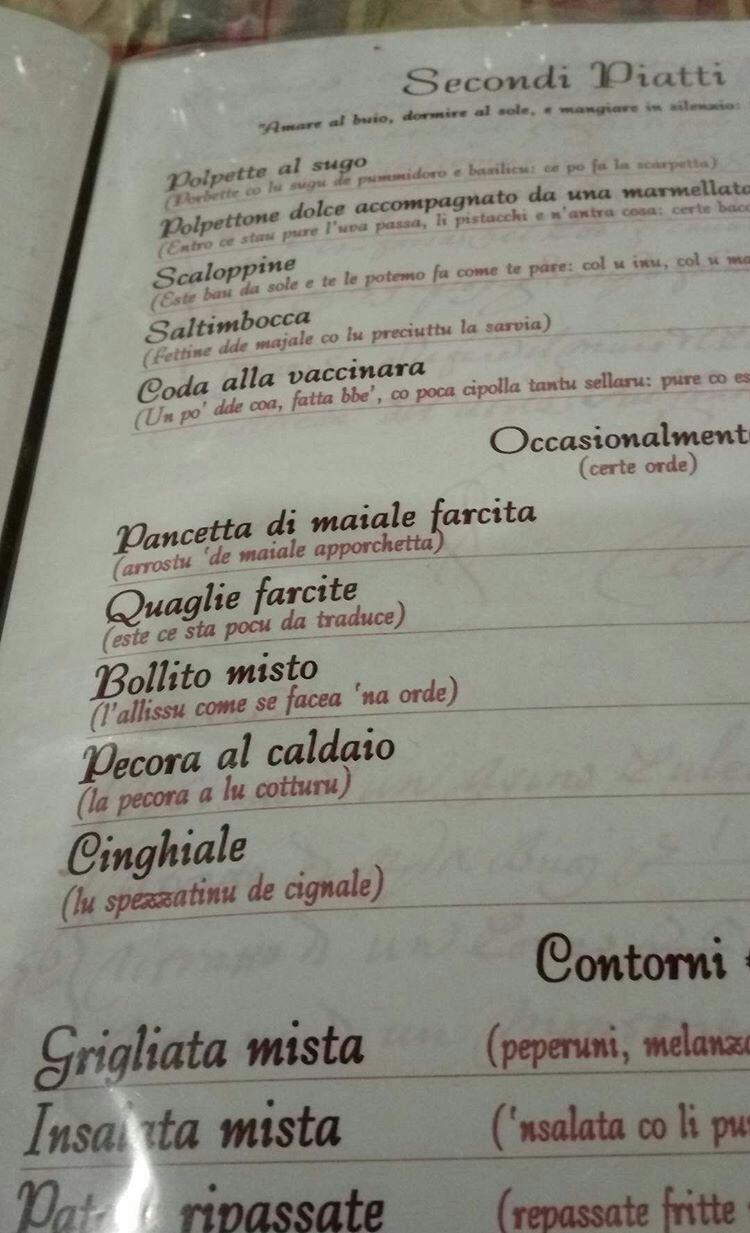 Secondi Piatti
"Amare al buio, dormire al sole, e mangiare in silenzio:
Polpette al sugo
(Porbette co lu sugu de pummidoro e basilicu: ce po fa la scarpetta)
Polpettone dolce accompagnato da una marmellata
(Entro ce stau pure l'uva passa, li pistacchi e n'antra cosa: certe bacc
Scaloppine
(Este bau da sole e te le potemo fa come te pare: col u inu, col u ma
Saltimbocca
(fettine dde majale co lu preciuttu la sarvia)
Coda alla vaccinara
(Un po' dde coa, fatta bbe', co poca cipolla tantu sellaru: pure co es
Occasionalment
(certe orde)
Pancetta di maiale farcita
(arrostu 'de maiale apporchetta)
Quaglie farcite
(este ce sta pocu da traduce)
Bollito misto
(l'allissu come se facea 'na orde)
Pecora al caldaio
(la pecora a lu cotturu)
Cinghiale
(lu spezzatinu de cignale)
Contorni
Grigliata mista (peperuni, melanza
Insalata mista ('nsalata co li pu
ripassate (repassate fritte